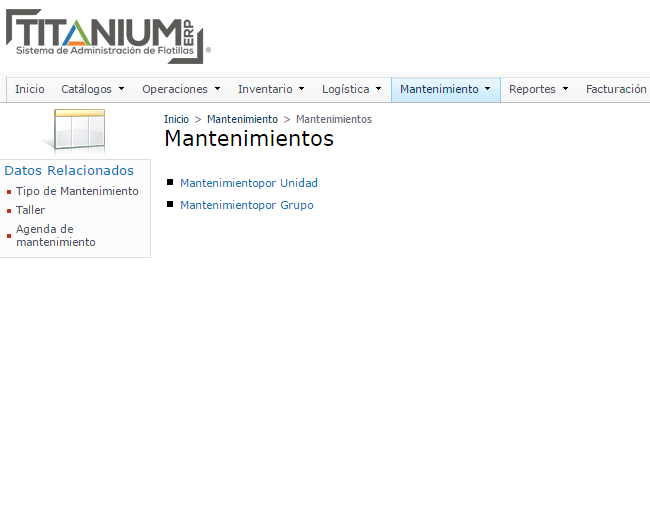 TITANIUM ERP
Sistema de Administración de Flotillas ®
Inicio Catálogos Operaciones Inventario Logística Mantenimiento Reportes Facturación
Inicio > Mantenimiento > Mantenimientos
Mantenimientos
Datos Relacionados
Tipo de Mantenimiento
Taller
Agenda de
mantenimiento
Mantenimientopor Unidad
Mantenimientopor Grupo